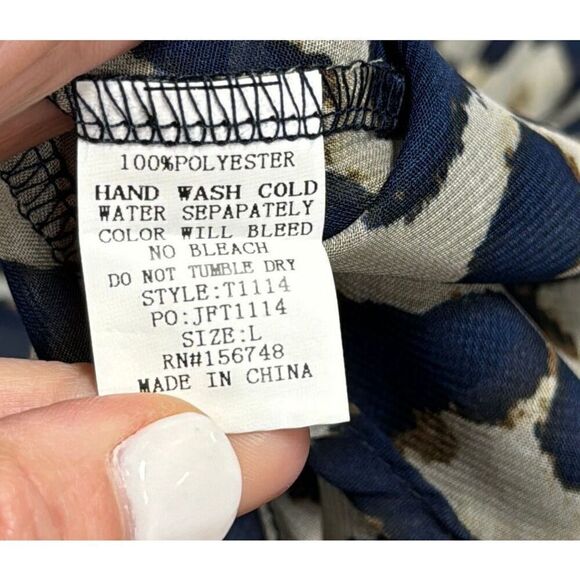 100%POLYESTER
HAND WASH COLD
WATER SEPAPATELY
COLOR WILL BLEED
NO BLEACH
DO NOT TUMBLE DRY
STYLE:T1114
PO:JFT1114
SIZE:L
RN#156748
MADE IN CHINA